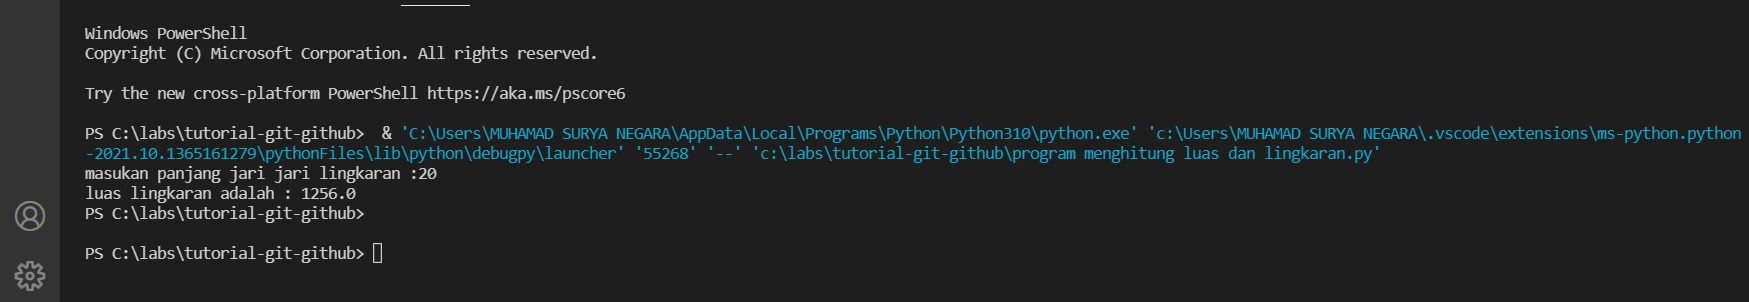 Windows PowerShell
Copyright (C) Microsoft Corporation. All rights reserved.
Try the new cross-platform PowerShell https://aka.ms/pscore6
PS C:\labs\tutorial-git-github>  & 'C:\Users\MUHAMAD SURYA NEGARA\AppData\Local\Programs\Python\Python310\python.exe' 'c:\Users\MUHAMAD SURYA NEGARA\.vscode\extensions\ms-python.python
-2021.10.1365161279\pythonFiles\lib\python\debugpy\launcher' '55268' '--' 'c:\labs\tutorial-git-github\program menghitung luas dan lingkaran.py'
masukan panjang jari jari lingkaran :20
luas lingkaran adalah : 1256.0
PS C:\labs\tutorial-git-github>
PS C:\labs\tutorial-git-github>